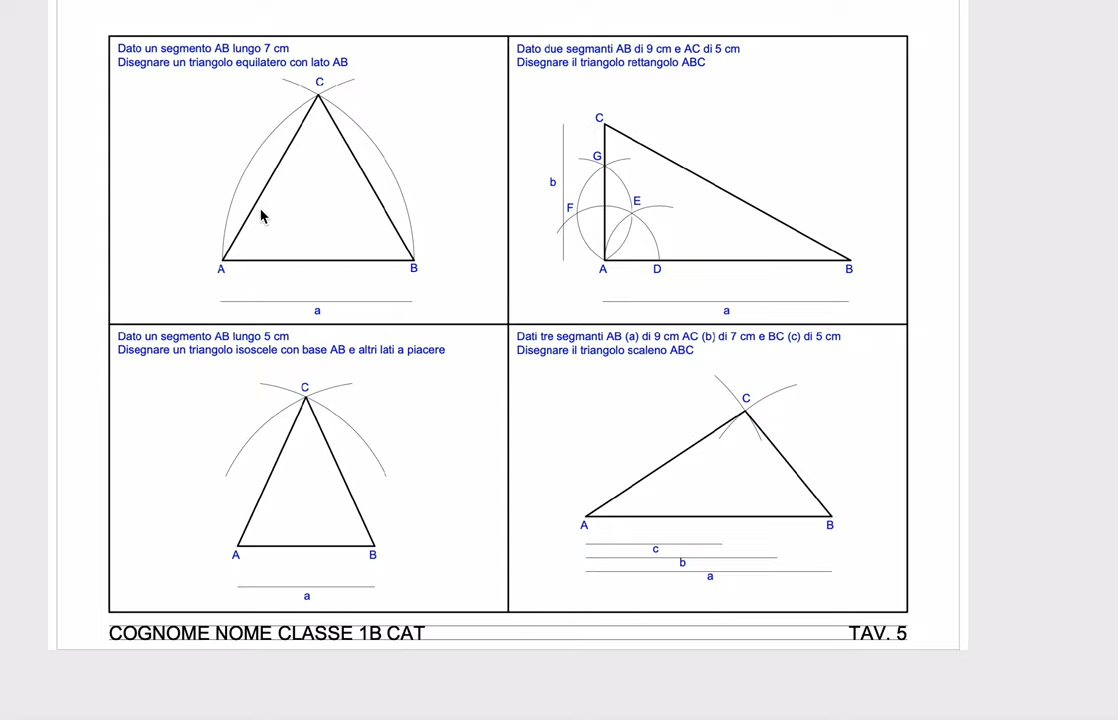 Dato un segmento AB lungo 7 cm
Disegnare un triangolo equilatero con lato AB
C
A
B
a
Dato due segmanti AB di 9 cm e AC di 5 cm
Disegnare il triangolo rettangolo ABC
C
G
b
F
E
A
D
B
a
Dato un segmento AB lungo 5 cm
Disegnare un triangolo isoscele con base AB e altri lati a piacere
C
A
B
a
Dati tre segmanti AB (a) di 9 cm AC (b) di 7 cm e BC (c) di 5 cm
Disegnare il triangolo scaleno ABC
C
A
B
c
b
a
COGNOME NOME CLASSE 1B CAT
TAV. 5